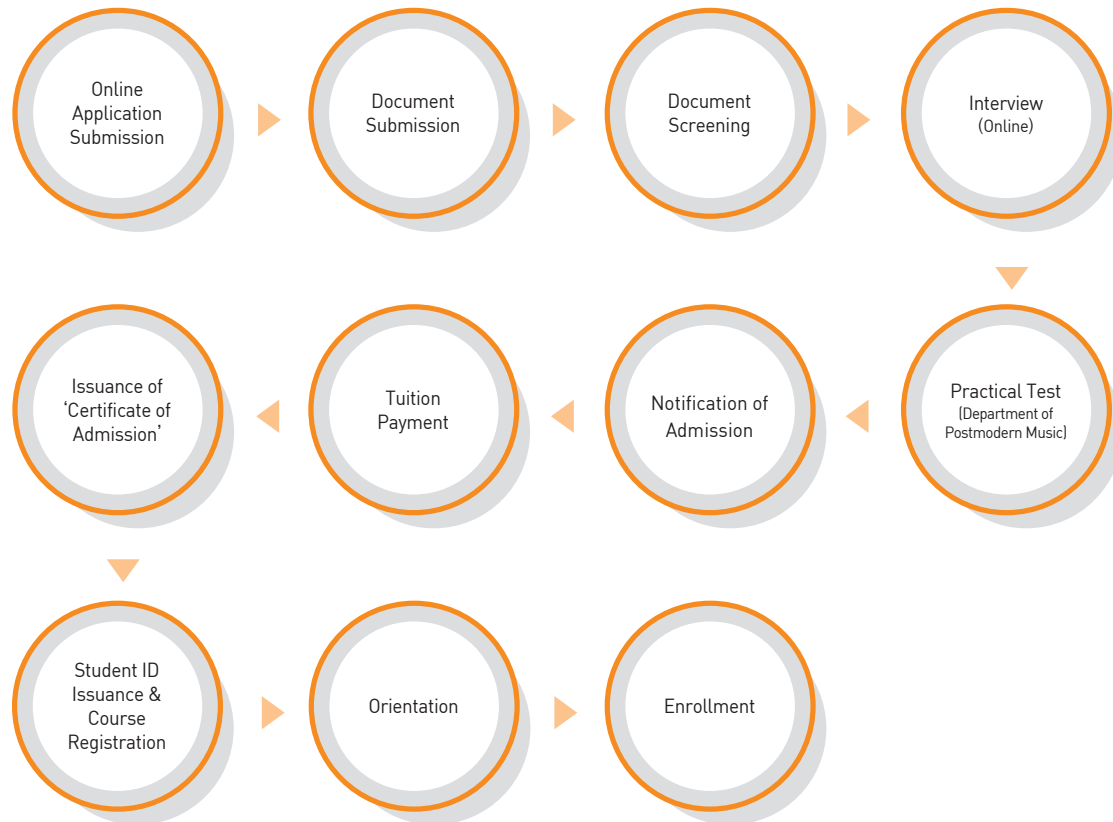 Online
Application
Submission
Document
Submission
Document
Screening
Interview
(Online)
Practical Test
(Department of
Postmodern Music)
Notification of
Admission
Tuition
Payment
Issuance of
‘Certificate of
Admission’
Student ID
Issuance &
Course
Registration
Orientation
Enrollment